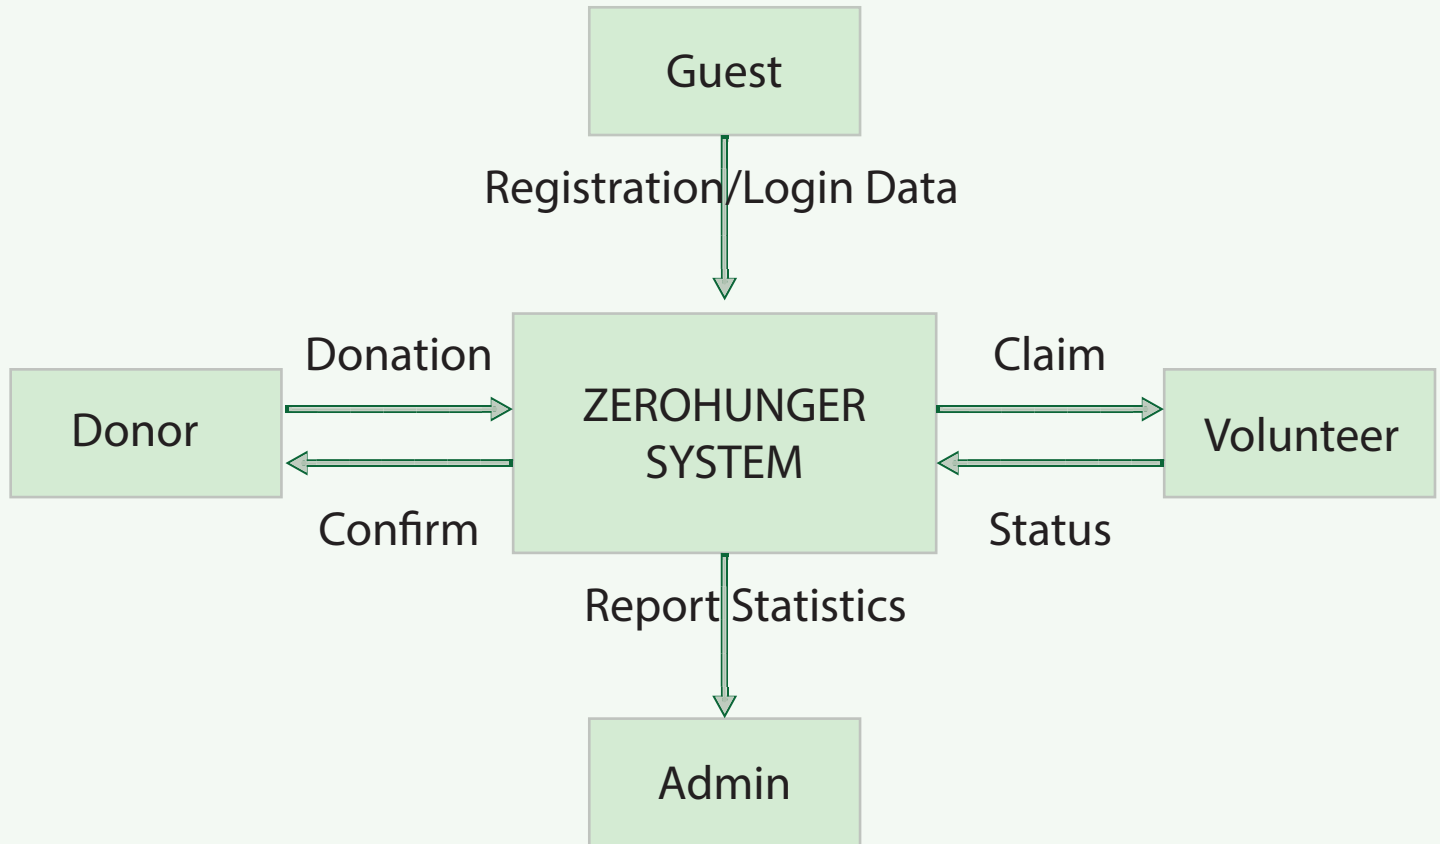 Guest
Registration/Login Data
Donation
Claim
Donor
ZEROHUNGER
SYSTEM
Volunteer
Confirm
Status
Report Statistics
Admin